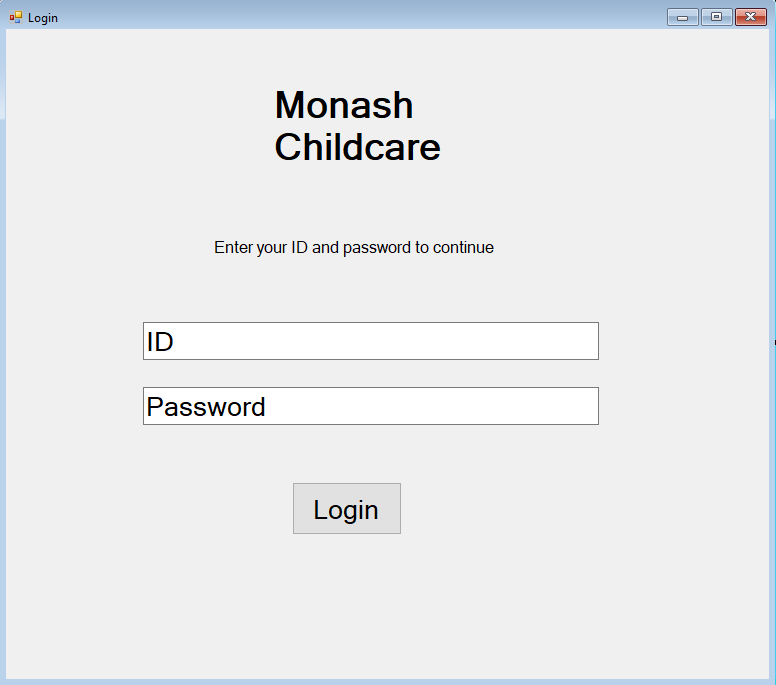 Login
Monash
Childcare
Enter your ID and password to continue
ID
Password
Login